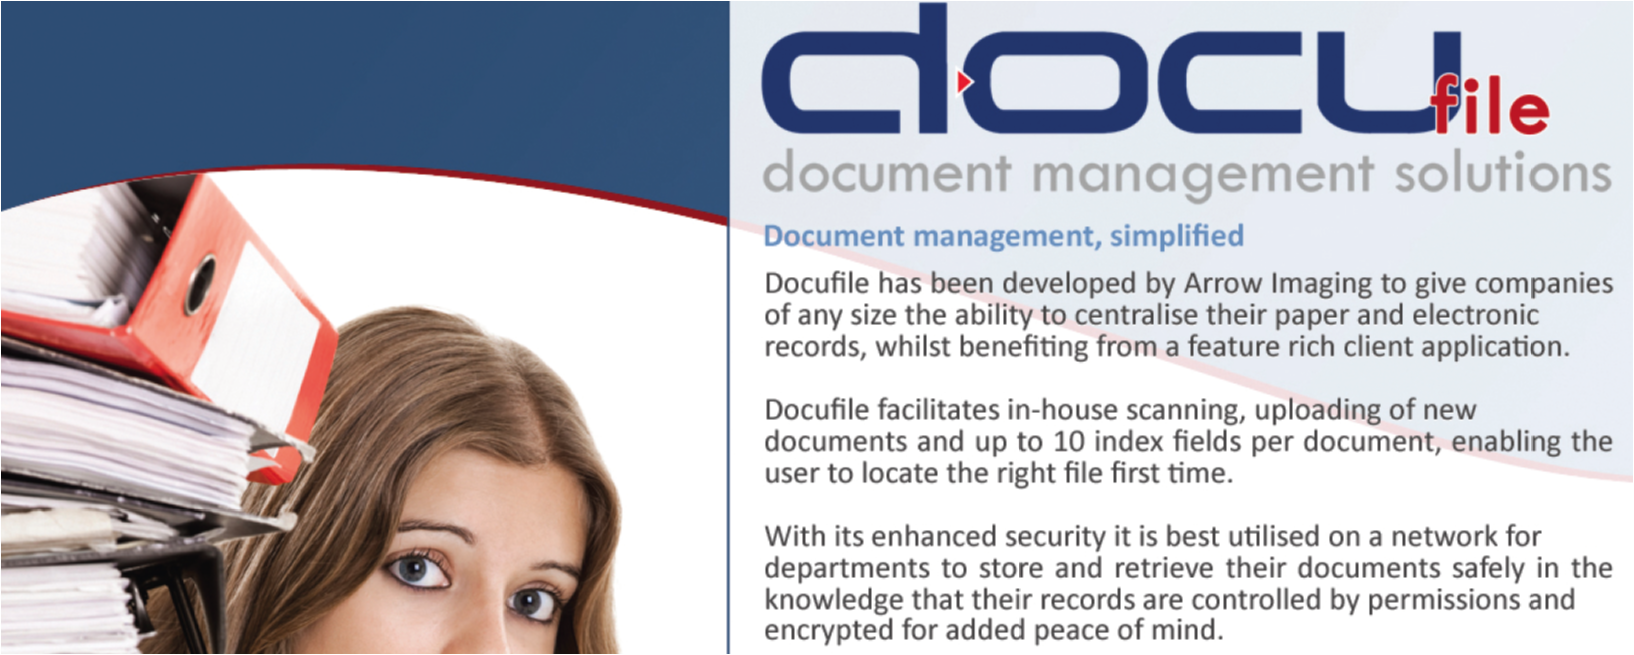 docu file
document management solutions
Document management, simplified
Docufile has been developed by Arrow Imaging to give companies
of any size the ability to centralise their paper and electronic
records, whilst benefiting from a feature rich client application.
Docufile facilitates in-house scanning, uploading of new
documents and up to 10 index fields per document, enabling the
user to locate the right file first time.
With its enhanced security it is best utilised on a network for
departments to store and retrieve their documents safely in the
knowledge that their records are controlled by permissions and
encrypted for added peace of mind.